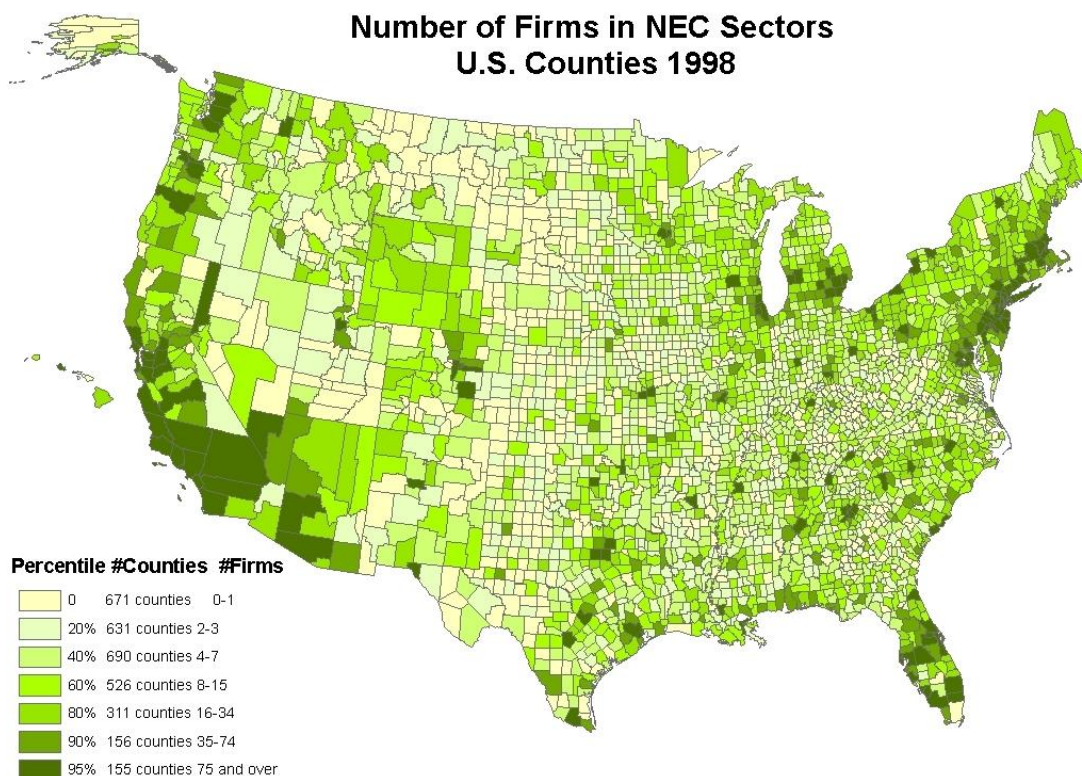 Number of Firms in NEC Sectors
U.S. Counties 1998
Percentile #Counties #Firms
0 671 counties 0-1
20% 631 counties 2-3
40% 690 counties 4-7
60% 526 counties 8-15
80% 311 counties 16-34
90% 156 counties 35-74
95% 155 counties 75 and over